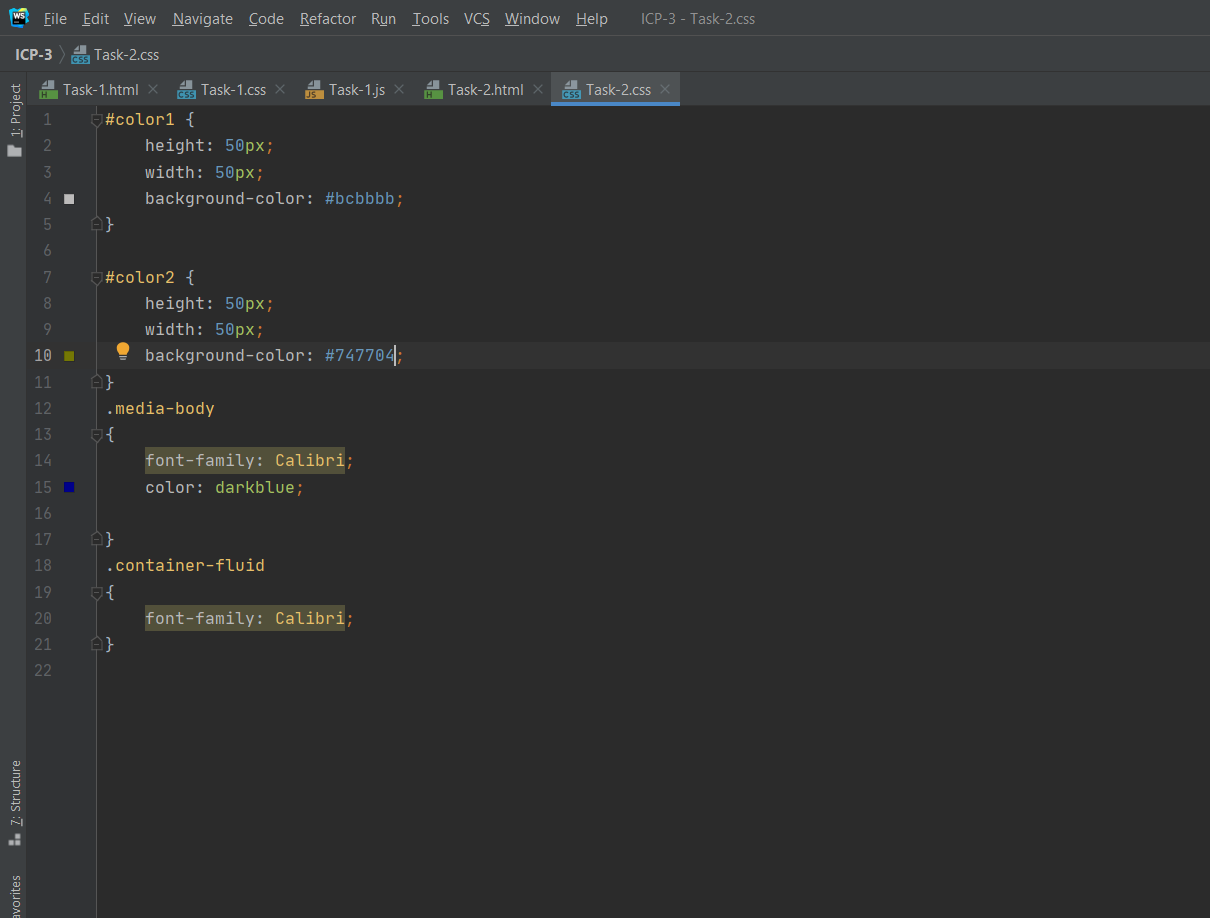 WS File Edit View Navigate Code Refactor Run Tools VCS Window Help ICP-3 - Task-2.css
ICP-3 Task-2.css
Task-1.html Task-1.css Task-1.js Task-2.html Task-2.css
1: Project
1 #color1 {
2 height: 50px;
3 width: 50px;
4 background-color: #bcbbbb;
5 }
6
7 #color2 {
8 height: 50px;
9 width: 50px;
10 background-color: #747704;
11 }
12 .media-body
13 {
14 font-family: Calibri;
15 color: darkblue;
16
17 }
18 .container-fluid
19 {
20 font-family: Calibri;
21 }
22
7: Structure
avorites